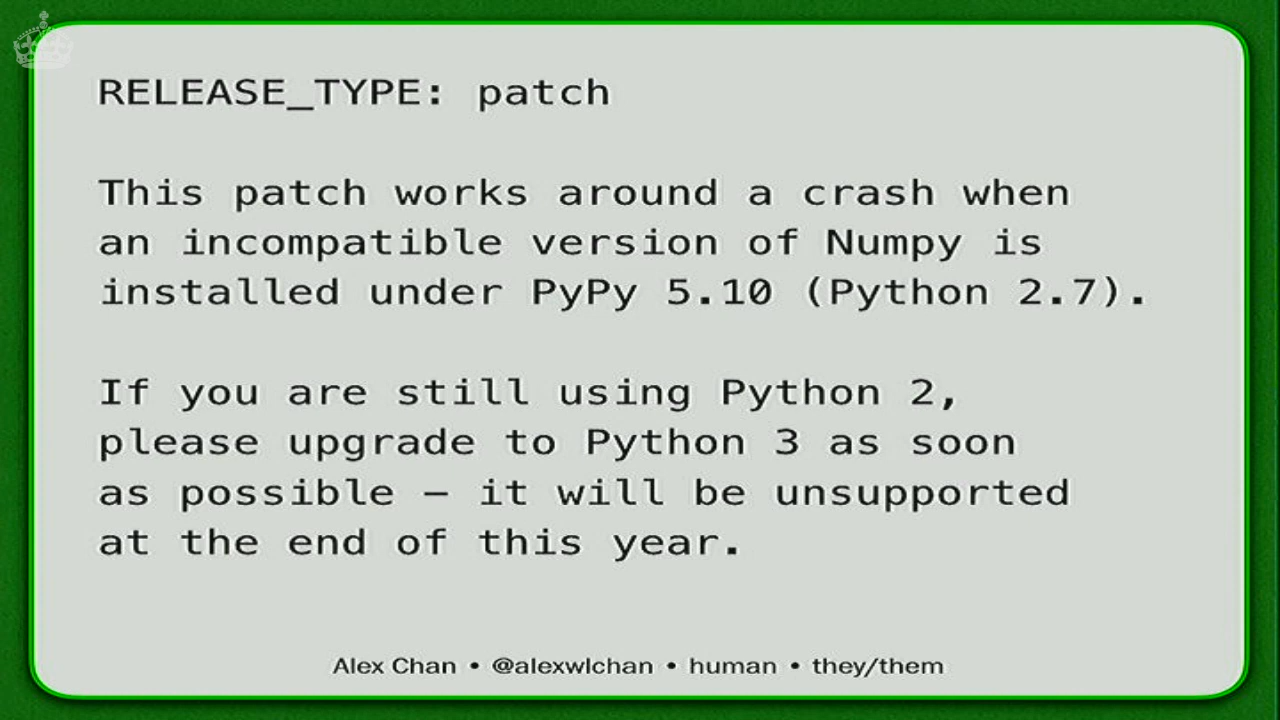 RELEASE_TYPE: patch
This patch works around a crash when
an incompatible version of Numpy is
installed under PyPy 5.10 (Python 2.7).
If you are still using Python 2,
please upgrade to Python 3 as soon
as possible – it will be unsupported
at the end of this year.
Alex Chan • @alexwlchan • human • they/them